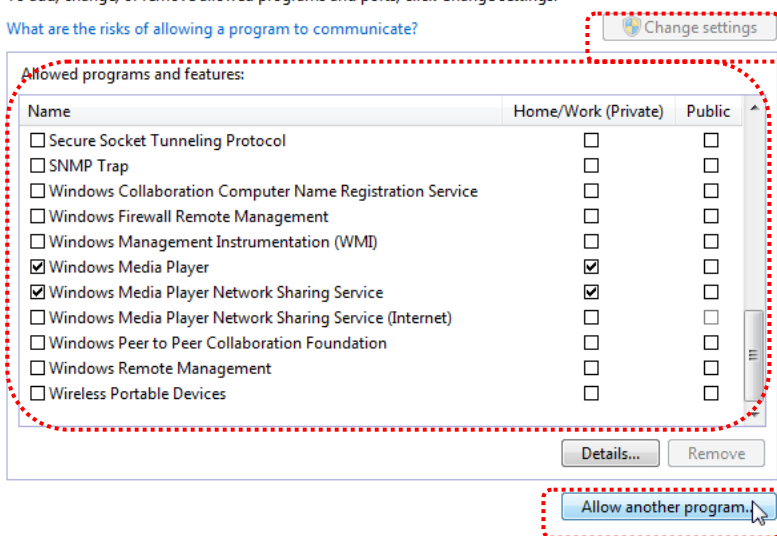 What are the risks of allowing a program to communicate?
Change settings
Allowed programs and features:
Name Home/Work (Private) Public
Secure Socket Tunneling Protocol
SNMP Trap
Windows Collaboration Computer Name Registration Service
Windows Firewall Remote Management
Windows Management Instrumentation (WMI)
Windows Media Player
Windows Media Player Network Sharing Service
Windows Media Player Network Sharing Service (Internet)
Windows Peer to Peer Collaboration Foundation
Windows Remote Management
Wireless Portable Devices
Details... Remove
Allow another program...